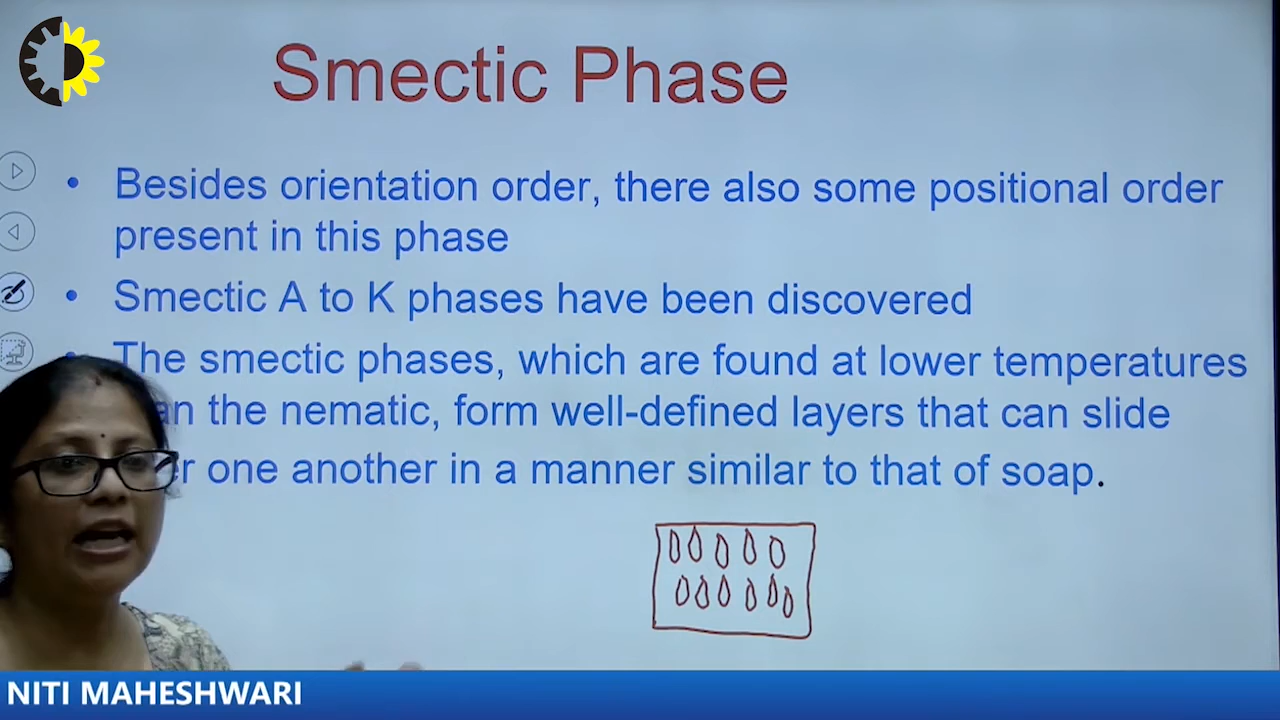 Smectic Phase
• Besides orientation order, there also some positional order
present in this phase
• Smectic A to K phases have been discovered
• The smectic phases, which are found at lower temperatures
the nematic, form well-defined layers that can slide
one another in a manner similar to that of soap.
NITI MAHESHWARI